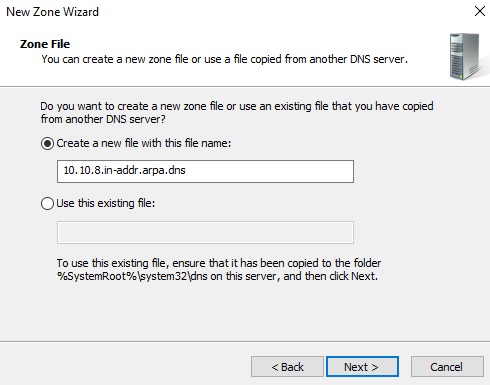 New Zone Wizard
Zone File
You can create a new zone file or use a file copied from another DNS server.
Do you want to create a new zone file or use an existing file that you have copied
from another DNS server?
Create a new file with this file name:
10.10.8.in-addr.arpa.dns
Use this existing file:
To use this existing file, ensure that it has been copied to the folder
%SystemRoot%\system32\dns on this server, and then click Next.
< Back
Next >
Cancel